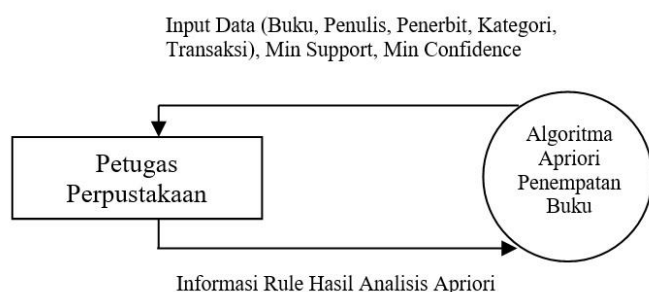 Input Data (Buku, Penulis, Penerbit, Kategori,
Transaksi), Min Support, Min Confidence
Petugas
Perpustakaan
Algoritma
Apriori
Penempatan
Buku
Informasi Rule Hasil Analisis Apriori